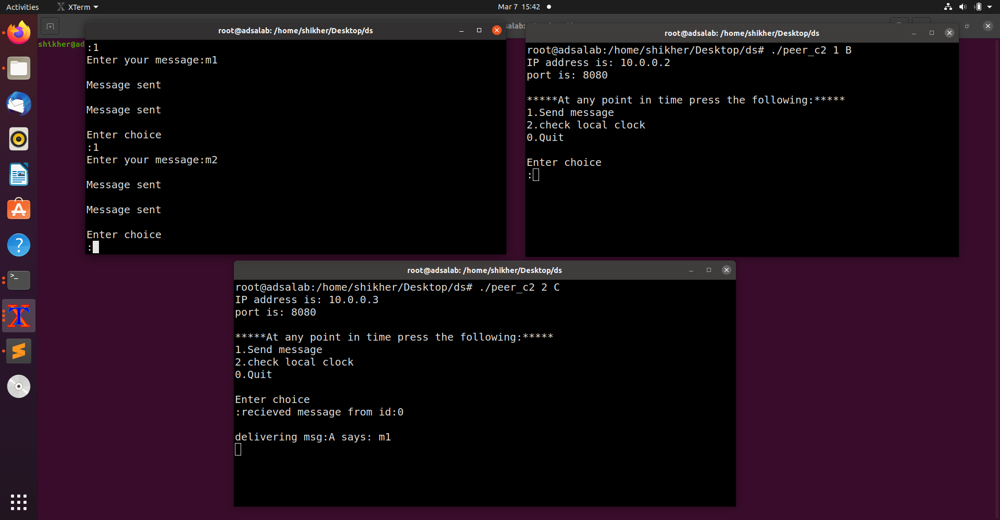 Activities
XTerm
Mar 7 15:42
shikher@ad
root@adsalab: /home/shikher/Desktop/ds
:1
Enter your message:m1
Message sent
Message sent
Enter choice
:1
Enter your message:m2
Message sent
Message sent
Enter choice
:
salab:
root@adsalab: /home/shikher/Desktop/ds
root@adsalab:/home/shikher/Desktop/ds# ./peer_c2 1 B
IP address is: 10.0.0.2
port is: 8080
*****At any point in time press the following:*****
1.Send message
2.check local clock
0.Quit
Enter choice
:
root@adsalab: /home/shikher/Desktop/ds
root@adsalab:/home/shikher/Desktop/ds# ./peer_c2 2 C
IP address is: 10.0.0.3
port is: 8080
*****At any point in time press the following:*****
1.Send message
2.check local clock
0.Quit
Enter choice
:recieved message from id:0
delivering msg:A says: m1